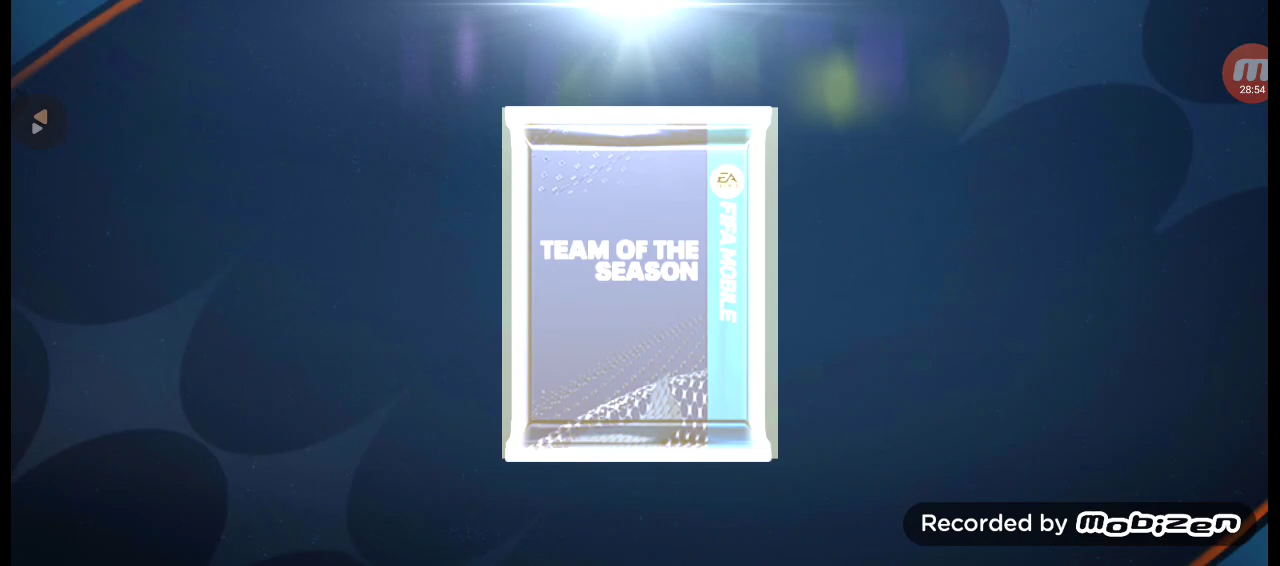 28:54
EA
TEAM OF THE
SEASON
FIFA MOBILE
Recorded by mobizen